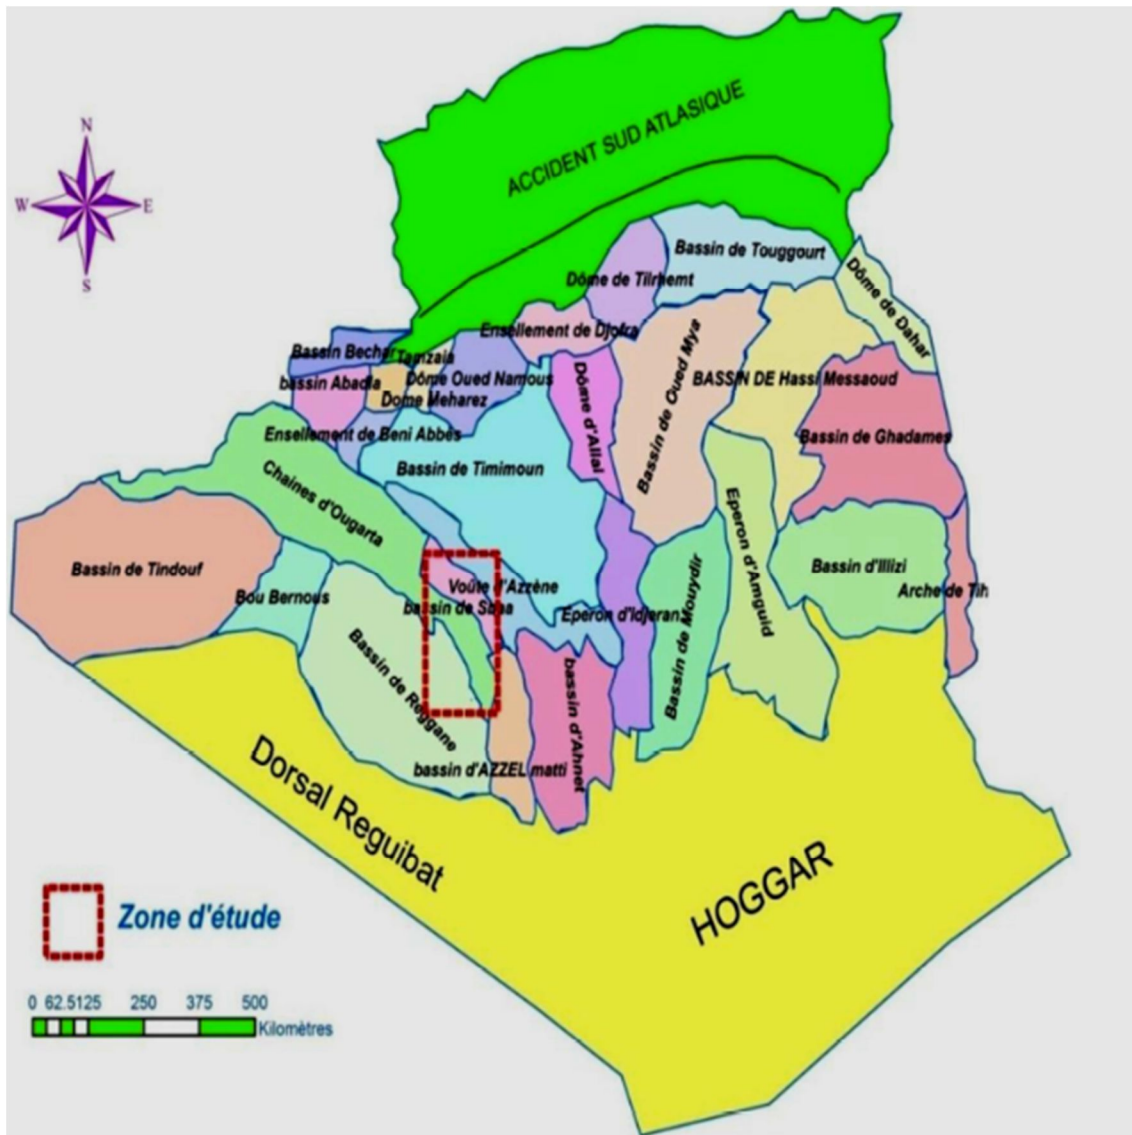 ACCIDENT SUD ATLASIQUE
N
W
E
S
Bassin de Touggourt
Dôme de Tilrhemt
Dôme de Dahar
Ensellement de Djofra
Bassin Bechar
Tamzaia
bassin Abadla
Dôme Oued Namous
Dome Meharez
Dôme d'Allal
Bassin de Oued Mya
BASSIN DE Hassi Messaoud
Ensellement de Beni Abbès
Bassin de Ghadames
Chaines d'Ougarta
Bassin de Timimoun
Eperon d'Amguid
Bassin de Tindouf
Bassin d'Illizi
Bou Bernous
Voûte d'Azzène
Arche de Tih
bassin de Sbaa
Eperon d'Idjerane
Bassin de Mouydir
Bassin de Reggane
bassin d'Ahnet
bassin d'AZZEL matti
Dorsal Reguibat
HOGGAR
Zone d'étude
0 62.5125 250 375 500
Kilomètres